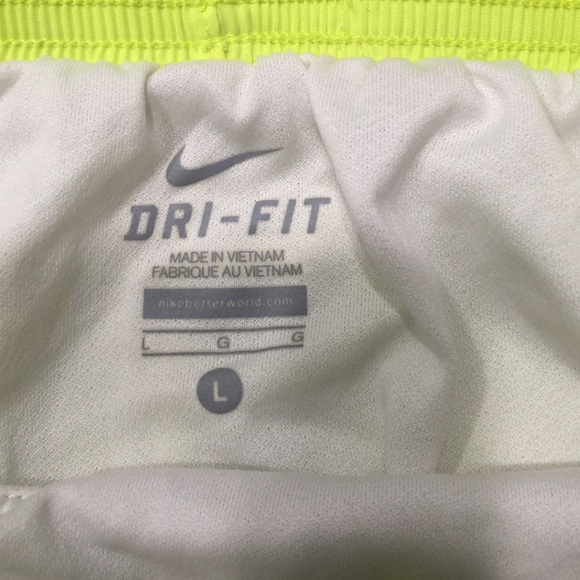 DRI-FIT
MADE IN VIETNAM
FABRIQUE AU VIETNAM
nikebetterworld.com
L G G
L